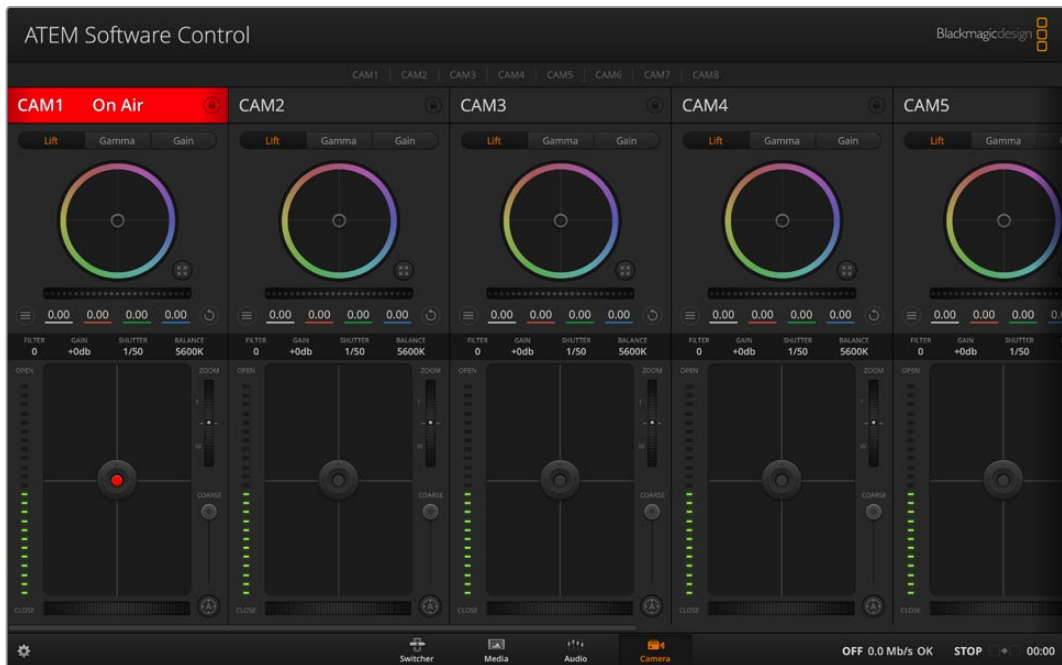 ATEM Software Control
Blackmagicdesign
CAM1 CAM2 CAM3 CAM4 CAM5 CAM6 CAM7 CAM8
CAM1 On Air CAM2 CAM3 CAM4 CAM5
Lift Gamma Gain Lift Gamma Gain Lift Gamma Gain Lift Gamma Gain Lift Gamma
0.00 0.00 0.00 0.00 0.00 0.00 0.00 0.00 0.00 0.00 0.00 0.00 0.00 0.00 0.00 0.00 0.00 0.00 0.00
FILTER GAIN SHUTTER BALANCE FILTER GAIN SHUTTER BALANCE FILTER GAIN SHUTTER BALANCE FILTER GAIN SHUTTER BALANCE FILTER GAIN SHUTTER
0 +0db 1/50 5600K 0 +0db 1/50 5600K 0 +0db 1/50 5600K 0 +0db 1/50 5600K 0 +0db 1/50
OPEN ZOOM OPEN ZOOM OPEN ZOOM OPEN ZOOM OPEN
T T T T
W W W W
COARSE COARSE COARSE COARSE
CLOSE A CLOSE A CLOSE A CLOSE A CLOSE
Switcher Media Audio Camera
OFF 0.0 Mb/s OK STOP 00:00